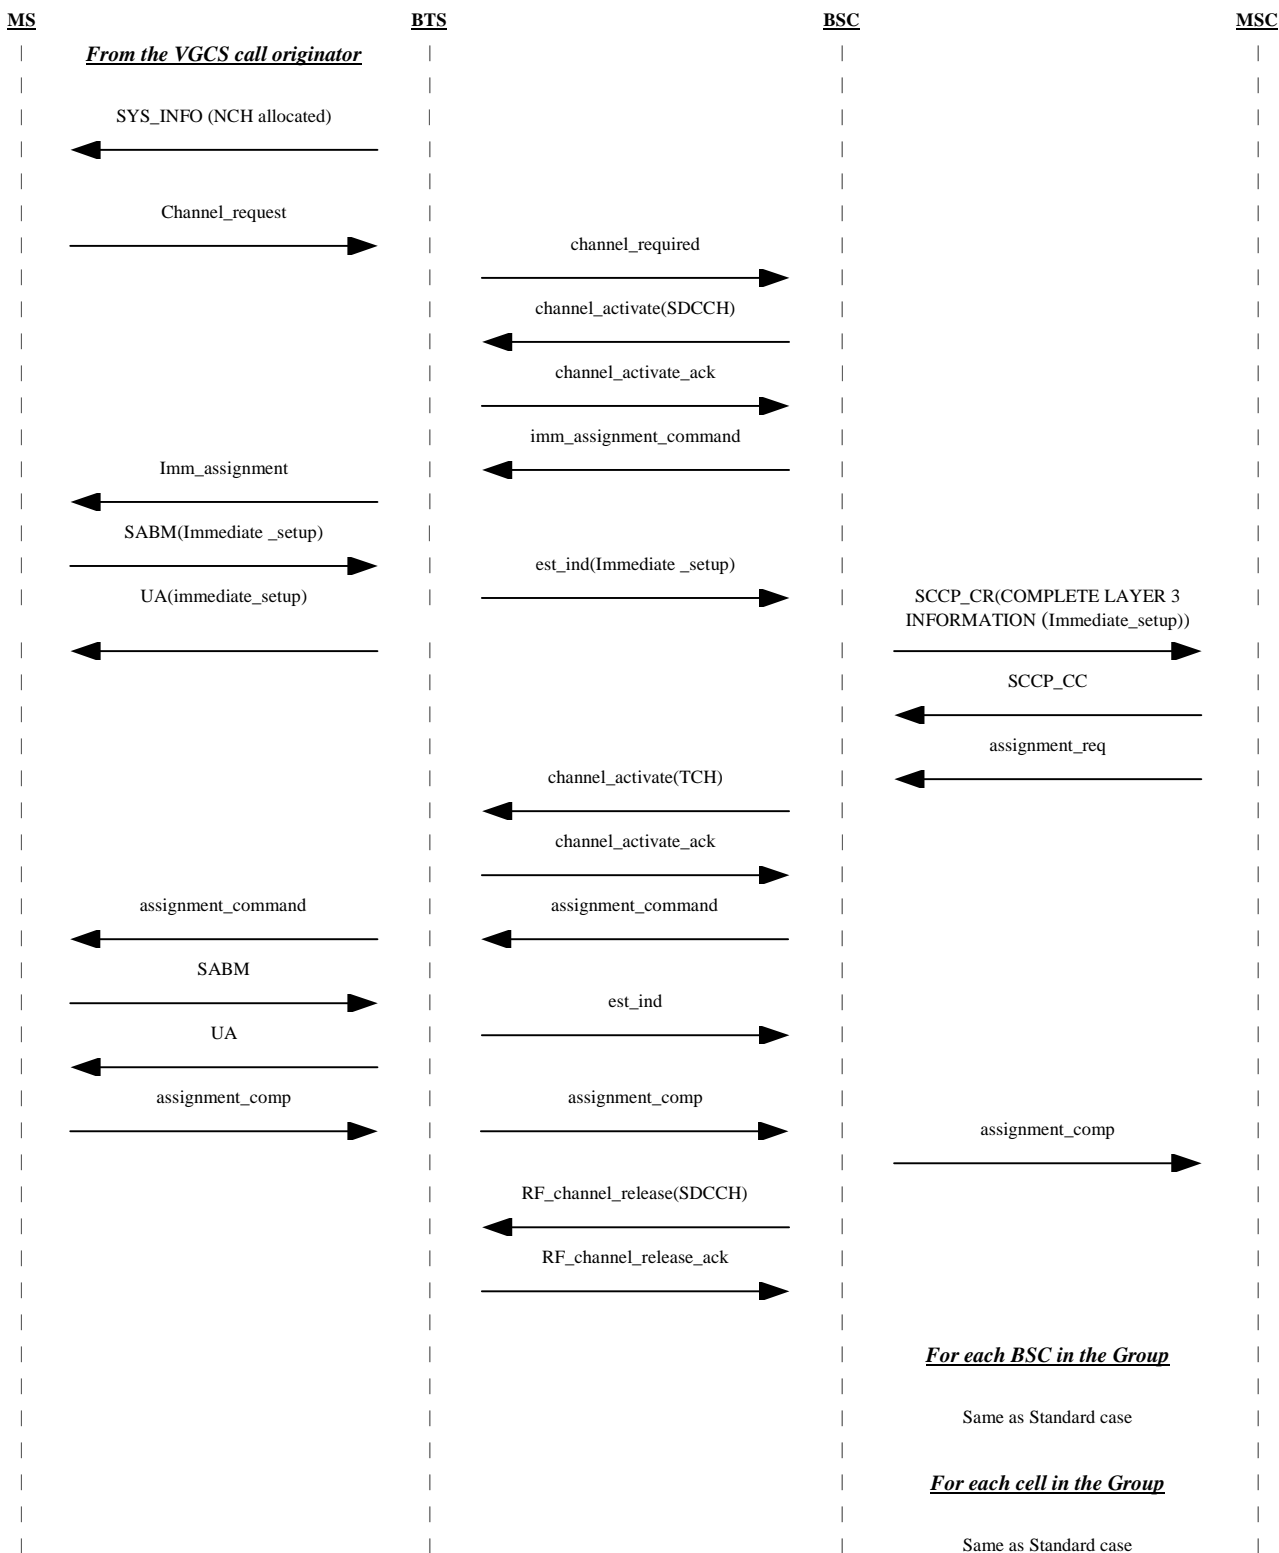 MS BTS BSC MSC
From the VGCS call originator
SYS_INFO (NCH allocated)
Channel_request
channel_required
channel_activate(SDCCH)
channel_activate_ack
imm_assignment_command
Imm_assignment
SABM(Immediate _setup)
est_ind(Immediate _setup)
UA(immediate_setup)
SCCP_CR(COMPLETE LAYER 3
INFORMATION (Immediate_setup))
SCCP_CC
assignment_req
channel_activate(TCH)
channel_activate_ack
assignment_command assignment_command
SABM
est_ind
UA
assignment_comp assignment_comp
assignment_comp
RF_channel_release(SDCCH)
RF_channel_release_ack
For each BSC in the Group
Same as Standard case
For each cell in the Group
Same as Standard case